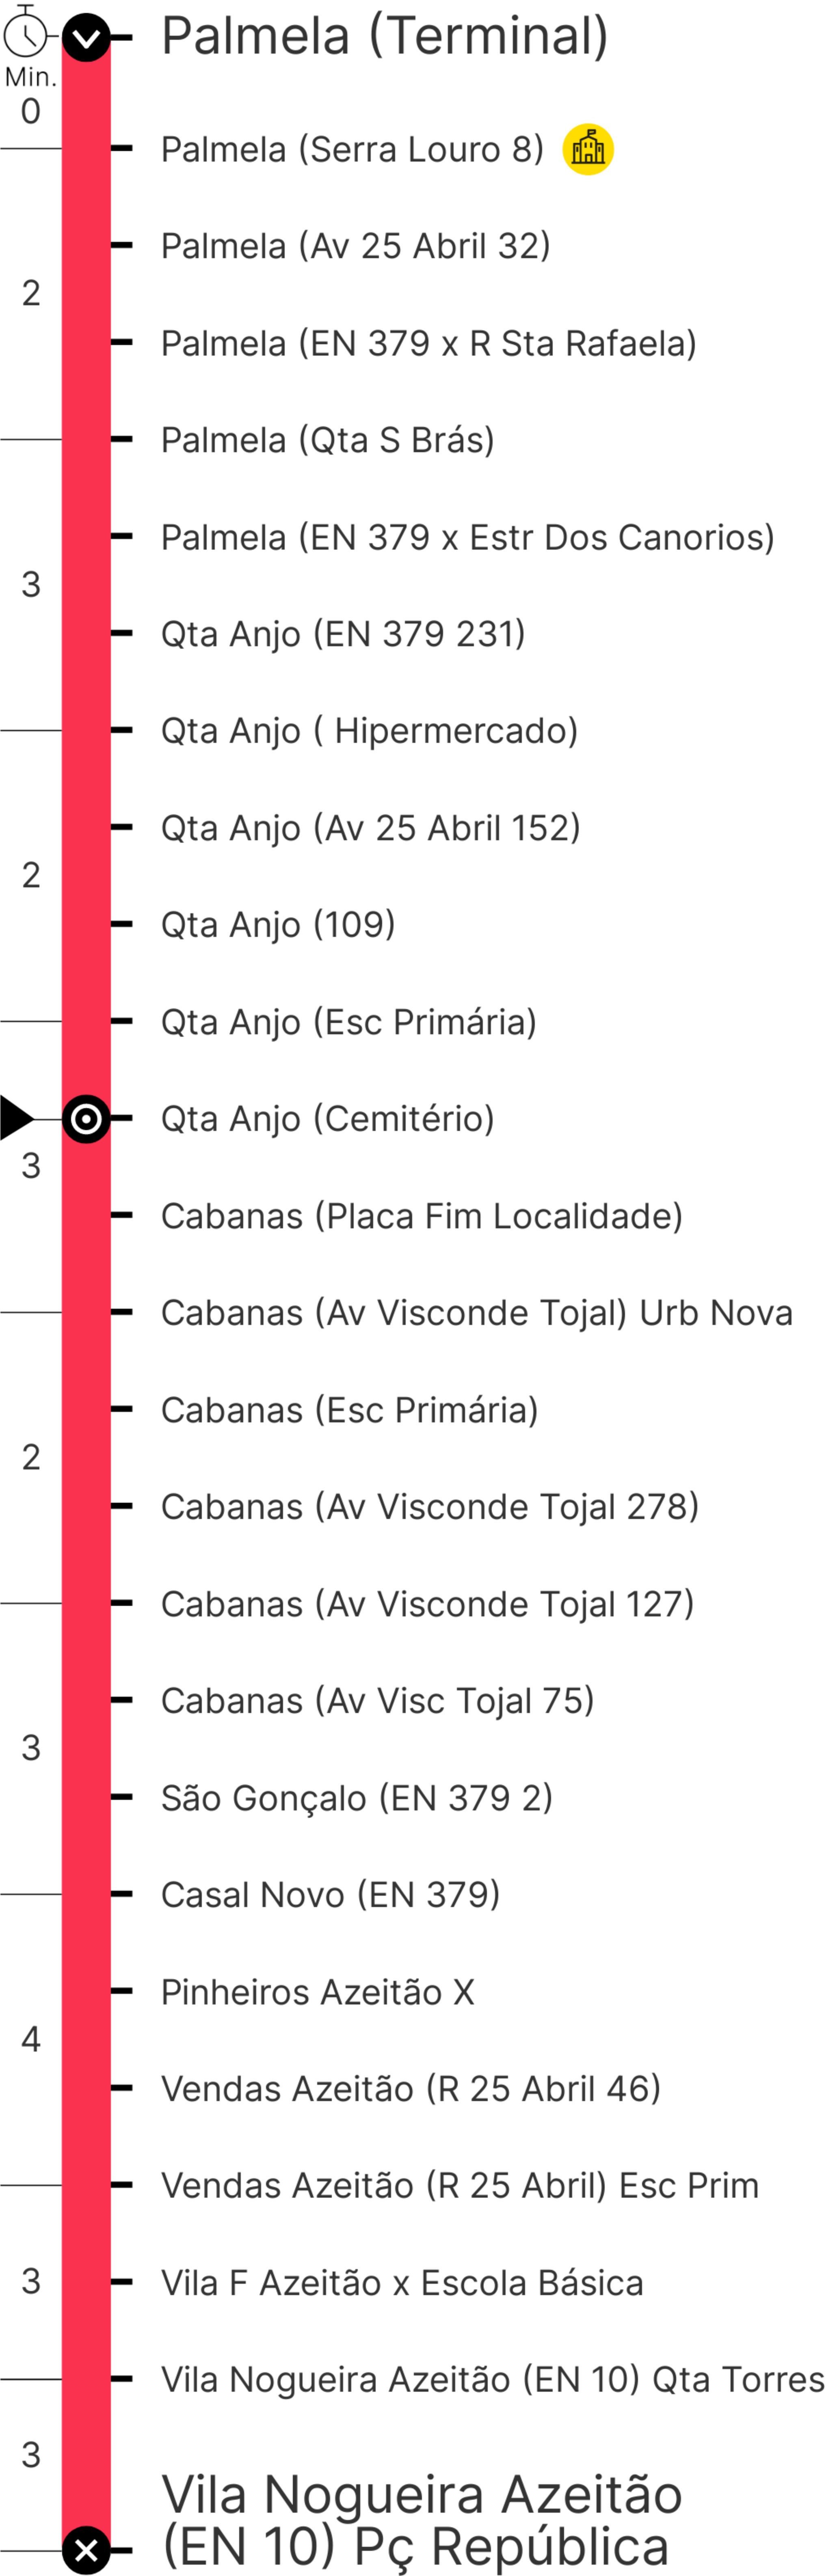 Palmela (Terminal)
Min.
0
Palmela (Serra Louro 8)
Palmela (Av 25 Abril 32)
2
Palmela (EN 379 x R Sta Rafaela)
Palmela (Qta S Brás)
Palmela (EN 379 x Estr Dos Canorios)
3
Qta Anjo (EN 379 231)
Qta Anjo ( Hipermercado)
Qta Anjo (Av 25 Abril 152)
2
Qta Anjo (109)
Qta Anjo (Esc Primária)
Qta Anjo (Cemitério)
3
Cabanas (Placa Fim Localidade)
Cabanas (Av Visconde Tojal) Urb Nova
Cabanas (Esc Primária)
2
Cabanas (Av Visconde Tojal 278)
Cabanas (Av Visconde Tojal 127)
Cabanas (Av Visc Tojal 75)
3
São Gonçalo (EN 379 2)
Casal Novo (EN 379)
Pinheiros Azeitão X
4
Vendas Azeitão (R 25 Abril 46)
Vendas Azeitão (R 25 Abril) Esc Prim
3
Vila F Azeitão x Escola Básica
Vila Nogueira Azeitão (EN 10) Qta Torres
3
Vila Nogueira Azeitão
(EN 10) Pç República